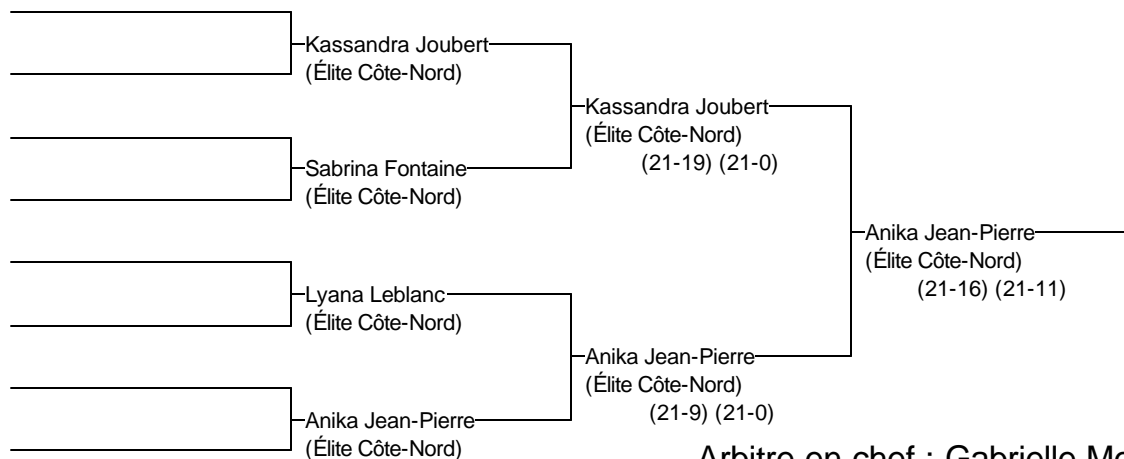 Kassandra Joubert
(Élite Côte-Nord)
Kassandra Joubert
(Élite Côte-Nord)
(21-19) (21-0)
Sabrina Fontaine
(Élite Côte-Nord)
Anika Jean-Pierre
(Élite Côte-Nord)
(21-16) (21-11)
Lyana Leblanc
(Élite Côte-Nord)
Anika Jean-Pierre
(Élite Côte-Nord)
(21-9) (21-0)
Anika Jean-Pierre
(Élite Côte-Nord)
Arbitre en chef : Gabrielle